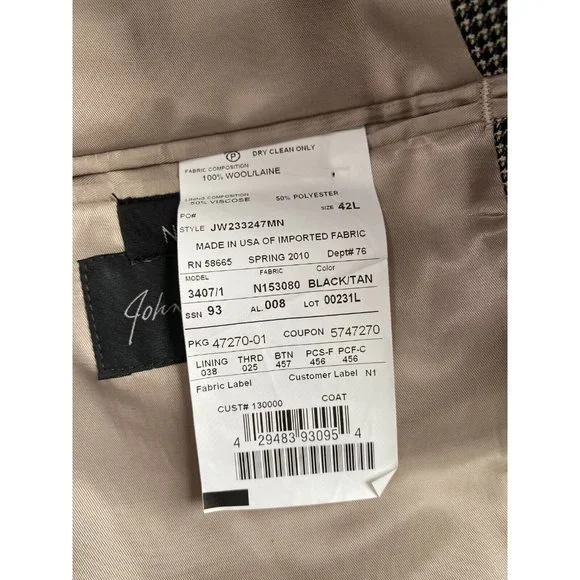 P DRY CLEAN ONLY
FABRIC COMPOSITION
100% WOOL/LAINE
LINING COMPOSITION
50% VISCOSE 50% POLYESTER
PO#
STYLE JW233247MN SIZE 42L
MADE IN USA OF IMPORTED FABRIC
RN 58665 SPRING 2010 Dept# 76
MODEL FABRIC Color
3407/1 N153080 BLACK/TAN
SSN 93 AL. 008 LOT 00231L
PKG 47270-01 COUPON 5747270
LINING THRD BTN PCS-F PCF-C
038 025 457 456 456
Fabric Label Customer Label N1
CUST# 130000 COAT
4 29483 93095 4
N
John